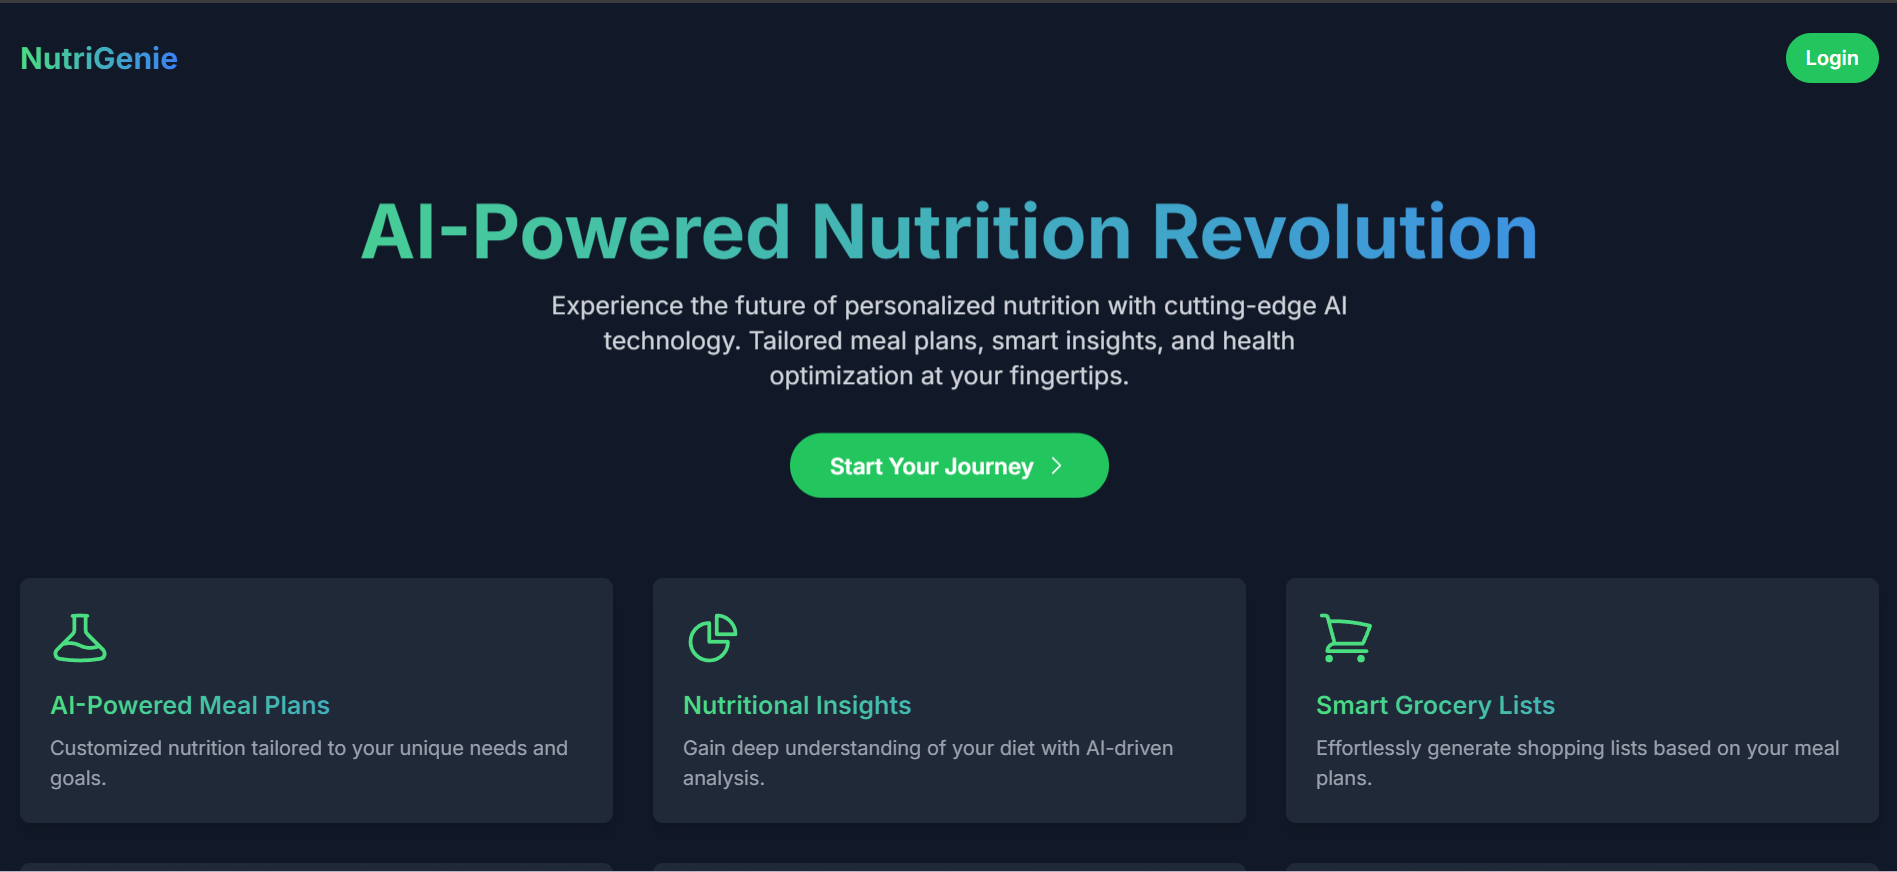 NutriGenie
Login
AI-Powered Nutrition Revolution
Experience the future of personalized nutrition with cutting-edge AI
technology. Tailored meal plans, smart insights, and health
optimization at your fingertips.
Start Your Journey
AI-Powered Meal Plans
Customized nutrition tailored to your unique needs and
goals.
Nutritional Insights
Gain deep understanding of your diet with AI-driven
analysis.
Smart Grocery Lists
Effortlessly generate shopping lists based on your meal
plans.